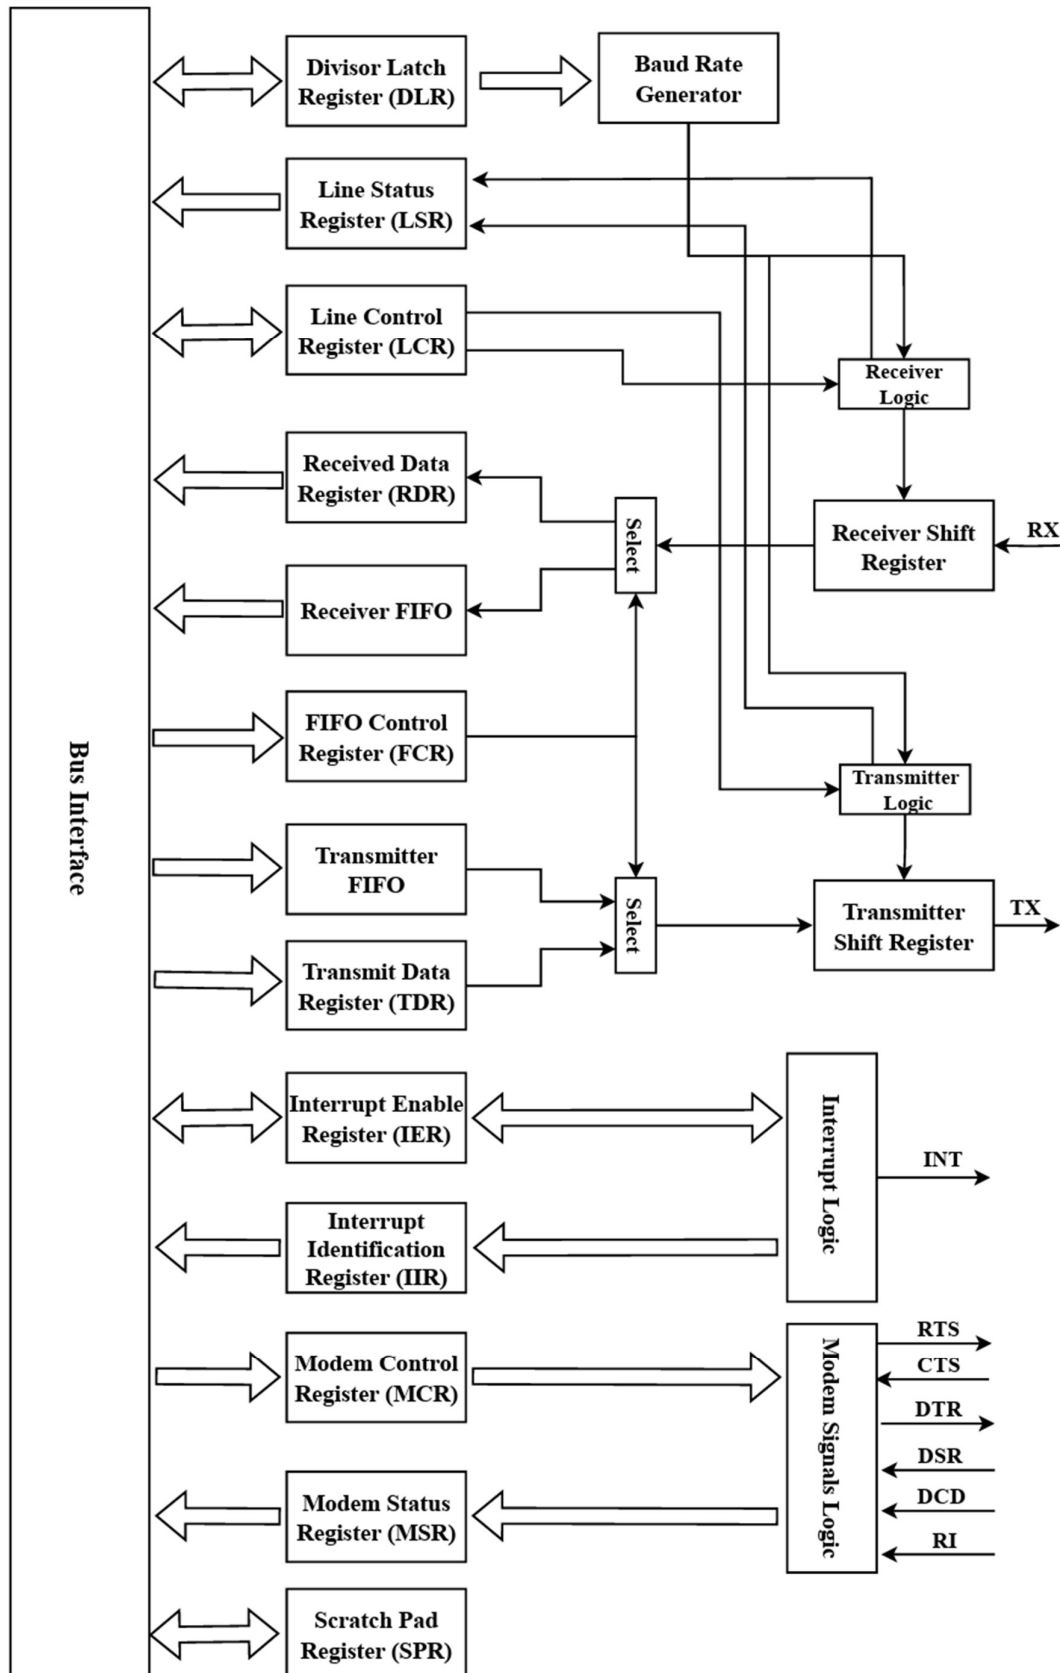 Bus Interface
Divisor Latch
Register (DLR)
Baud Rate
Generator
Line Status
Register (LSR)
Line Control
Register (LCR)
Receiver
Logic
Received Data
Register (RDR)
Select
Receiver Shift
Register
RX
Receiver FIFO
FIFO Control
Register (FCR)
Transmitter
Logic
Transmitter
FIFO
Select
Transmitter
Shift Register
TX
Transmit Data
Register (TDR)
Interrupt Enable
Register (IER)
Interrupt Logic
INT
Interrupt
Identification
Register (IIR)
Modem Control
Register (MCR)
Modem Signals Logic
RTS
CTS
DTR
DSR
DCD
RI
Modem Status
Register (MSR)
Scratch Pad
Register (SPR)